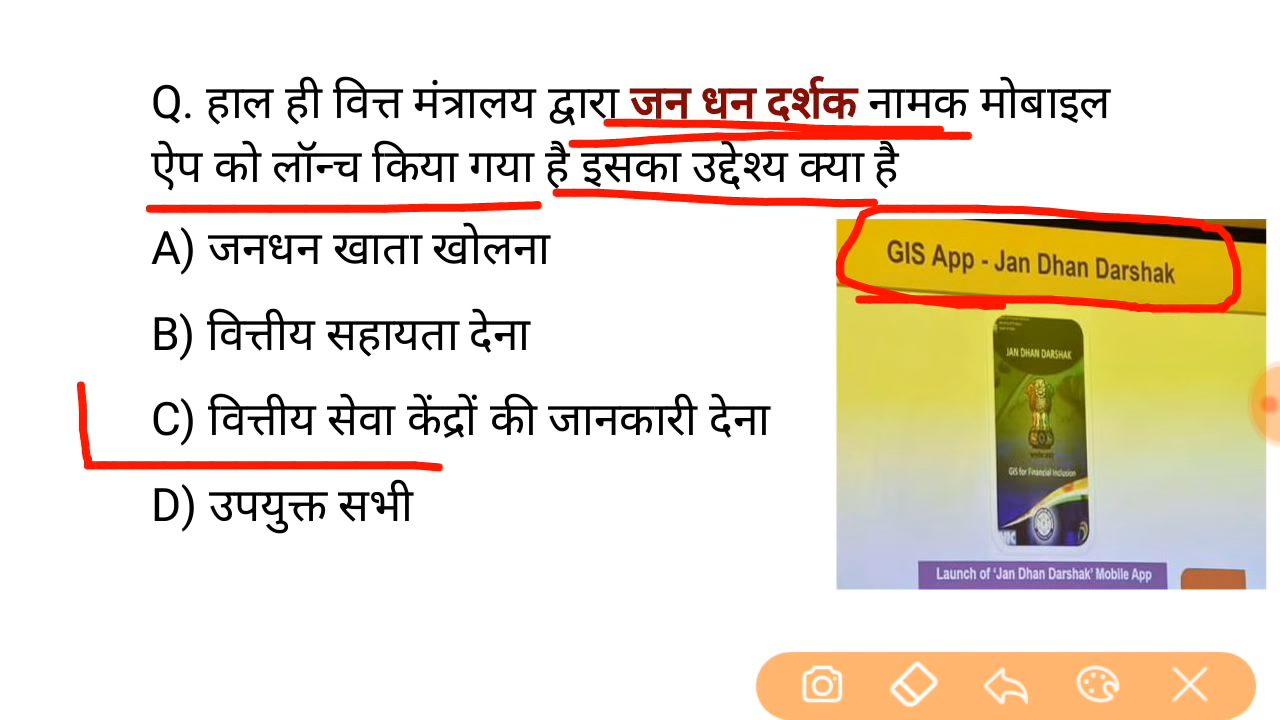 Q. हाल ही वित्त मंत्रालय द्वारा जन धन दर्शक नामक मोबाइल
ऐप को लॉन्च किया गया है इसका उद्देश्य क्या है
A) जनधन खाता खोलना
B) वित्तीय सहायता देना
C) वित्तीय सेवा केंद्रों की जानकारी देना
D) उपयुक्त सभी
GIS App - Jan Dhan Darshak
JAN DHAN DARSHAK
GIS for Financial Inclusion
Launch of ‘Jan Dhan Darshak’ Mobile App